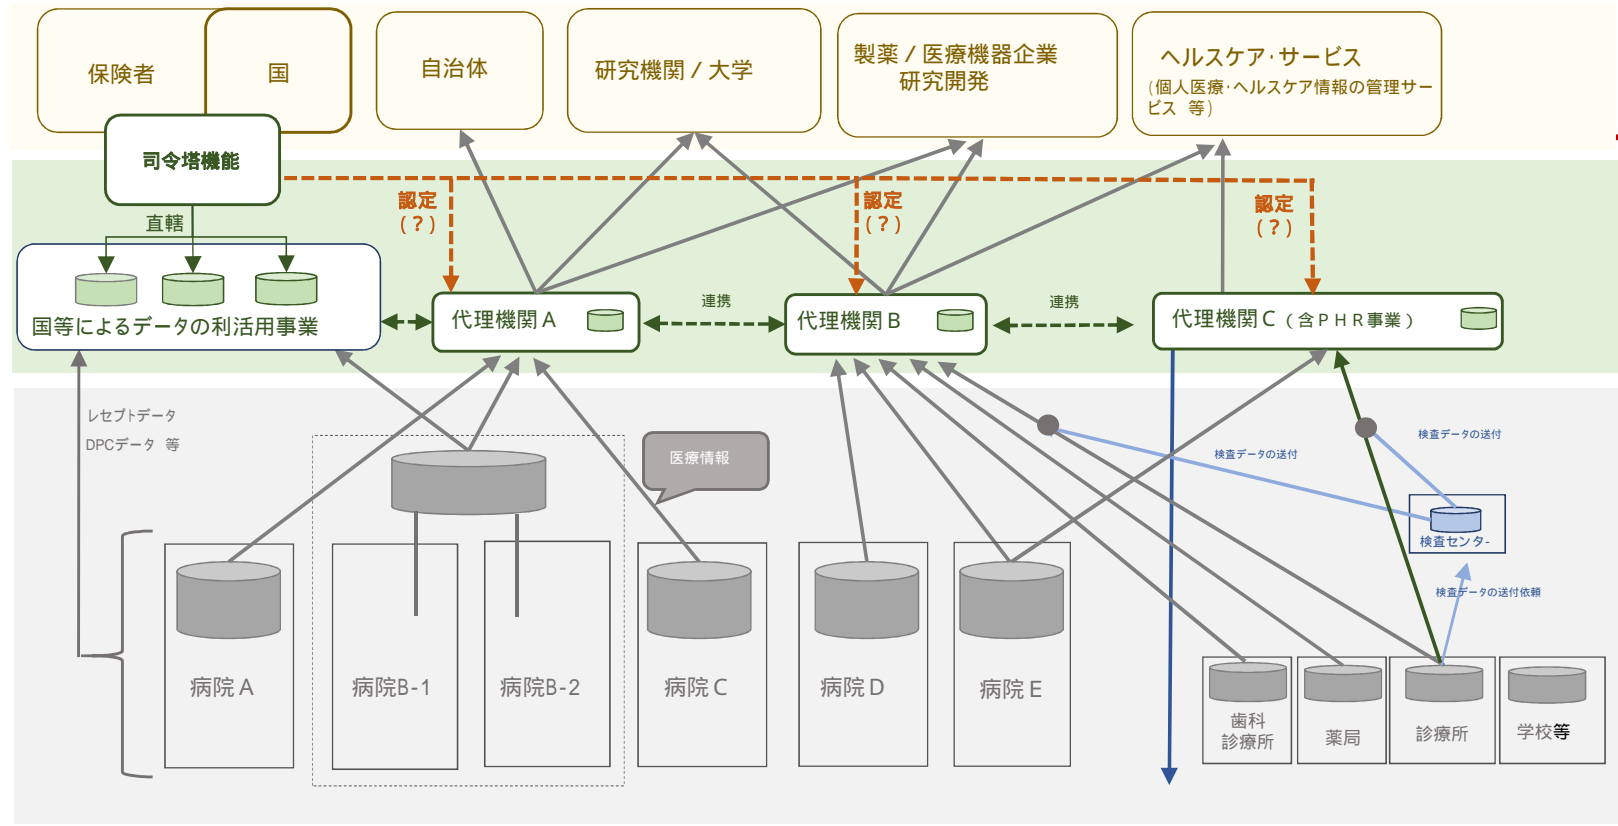 保険者
国
自治体
研究機関 / 大学
製薬 / 医療機器企業
研究開発
ヘルスケア･サービス
(個人医療･ヘルスケア情報の管理サー
ビス 等)
司令塔機能
直轄
認定
(？)
認定
(？)
認定
(？)
国等によるデータの利活用事業
代理機関Ａ
連携
代理機関Ｂ
連携
代理機関Ｃ(含ＰＨＲ事業)
レセプトデータ
DPCデータ 等
医療情報
検査データの送付
検査データの送付
検査センター
検査データの送付依頼
病院Ａ
病院B-1
病院B-2
病院Ｃ
病院Ｄ
病院Ｅ
歯科
診療所
薬局
診療所
学校等